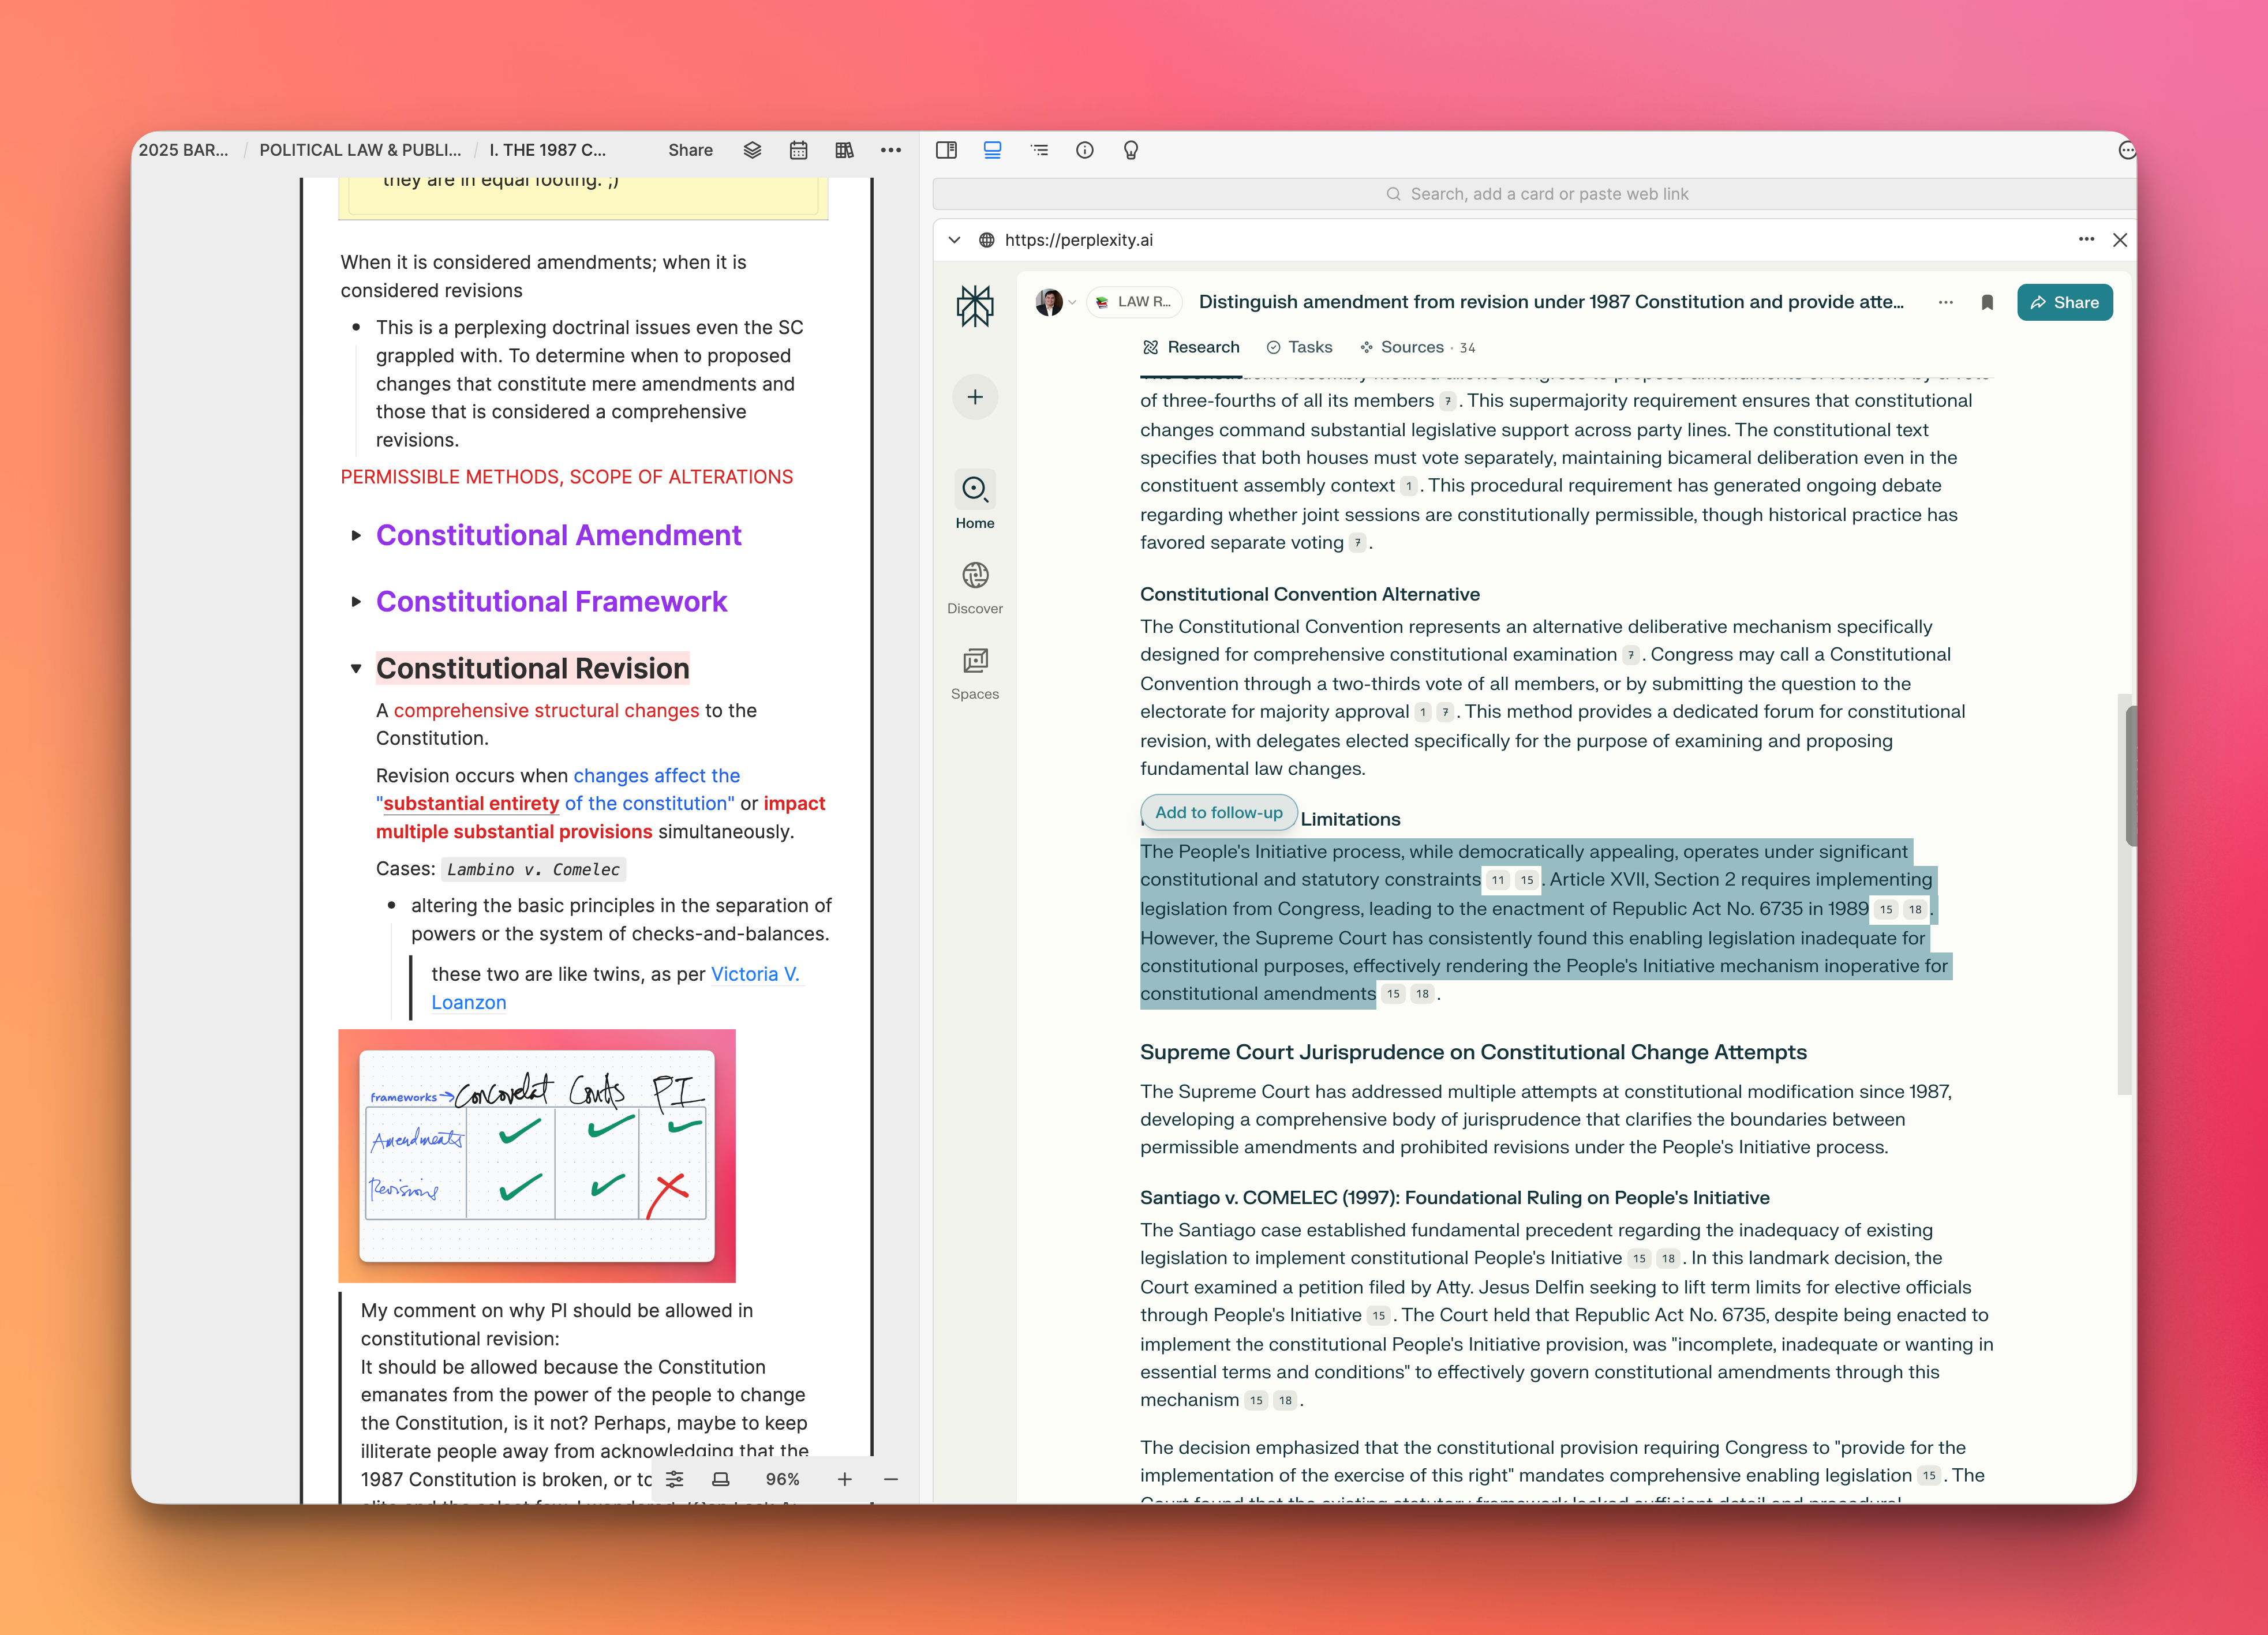 2025 BAR... / POLITICAL LAW & PUBLI... / I. THE 1987 C... Share
they are in equal footing. ;)
When it is considered amendments; when it is
considered revisions
This is a perplexing doctrinal issues even the SC
grappled with. To determine when to proposed
changes that constitute mere amendments and
those that is considered a comprehensive
revisions.
PERMISSIBLE METHODS, SCOPE OF ALTERATIONS
Constitutional Amendment
Constitutional Framework
Constitutional Revision
A comprehensive structural changes to the
Constitution.
Revision occurs when changes affect the
"substantial entirety of the constitution" or impact
multiple substantial provisions simultaneously.
Cases: Lambino v. Comelec
altering the basic principles in the separation of
powers or the system of checks-and-balances.
these two are like twins, as per Victoria V.
Loanzon
frameworks PI
Amendments
Revisions
My comment on why PI should be allowed in
constitutional revision:
It should be allowed because the Constitution
emanates from the power of the people to change
the Constitution, is it not? Perhaps, maybe to keep
illiterate people away from acknowledging that the
1987 Constitution is broken, or to
96%
Search, add a card or paste web link
https://perplexity.ai
LAW R... Distinguish amendment from revision under 1987 Constitution and provide atte... Share
Research Tasks Sources · 34
Home
Discover
Spaces
of three-fourths of all its members 7 . This supermajority requirement ensures that constitutional
changes command substantial legislative support across party lines. The constitutional text
specifies that both houses must vote separately, maintaining bicameral deliberation even in the
constituent assembly context 1 . This procedural requirement has generated ongoing debate
regarding whether joint sessions are constitutionally permissible, though historical practice has
favored separate voting 7 .
Constitutional Convention Alternative
The Constitutional Convention represents an alternative deliberative mechanism specifically
designed for comprehensive constitutional examination 7 . Congress may call a Constitutional
Convention through a two-thirds vote of all members, or by submitting the question to the
electorate for majority approval 1 7 . This method provides a dedicated forum for constitutional
revision, with delegates elected specifically for the purpose of examining and proposing
fundamental law changes.
Add to follow-up Limitations
The People's Initiative process, while democratically appealing, operates under significant
constitutional and statutory constraints 11 15 . Article XVII, Section 2 requires implementing
legislation from Congress, leading to the enactment of Republic Act No. 6735 in 1989 15 18 .
However, the Supreme Court has consistently found this enabling legislation inadequate for
constitutional purposes, effectively rendering the People's Initiative mechanism inoperative for
constitutional amendments 15 18 .
Supreme Court Jurisprudence on Constitutional Change Attempts
The Supreme Court has addressed multiple attempts at constitutional modification since 1987,
developing a comprehensive body of jurisprudence that clarifies the boundaries between
permissible amendments and prohibited revisions under the People's Initiative process.
Santiago v. COMELEC (1997): Foundational Ruling on People's Initiative
The Santiago case established fundamental precedent regarding the inadequacy of existing
legislation to implement constitutional People's Initiative 15 18 . In this landmark decision, the
Court examined a petition filed by Atty. Jesus Delfin seeking to lift term limits for elective officials
through People's Initiative 15 . The Court held that Republic Act No. 6735, despite being enacted to
implement the constitutional People's Initiative provision, was "incomplete, inadequate or wanting in
essential terms and conditions" to effectively govern constitutional amendments through this
mechanism 15 18 .
The decision emphasized that the constitutional provision requiring Congress to "provide for the
implementation of the exercise of this right" mandates comprehensive enabling legislation 15 . The